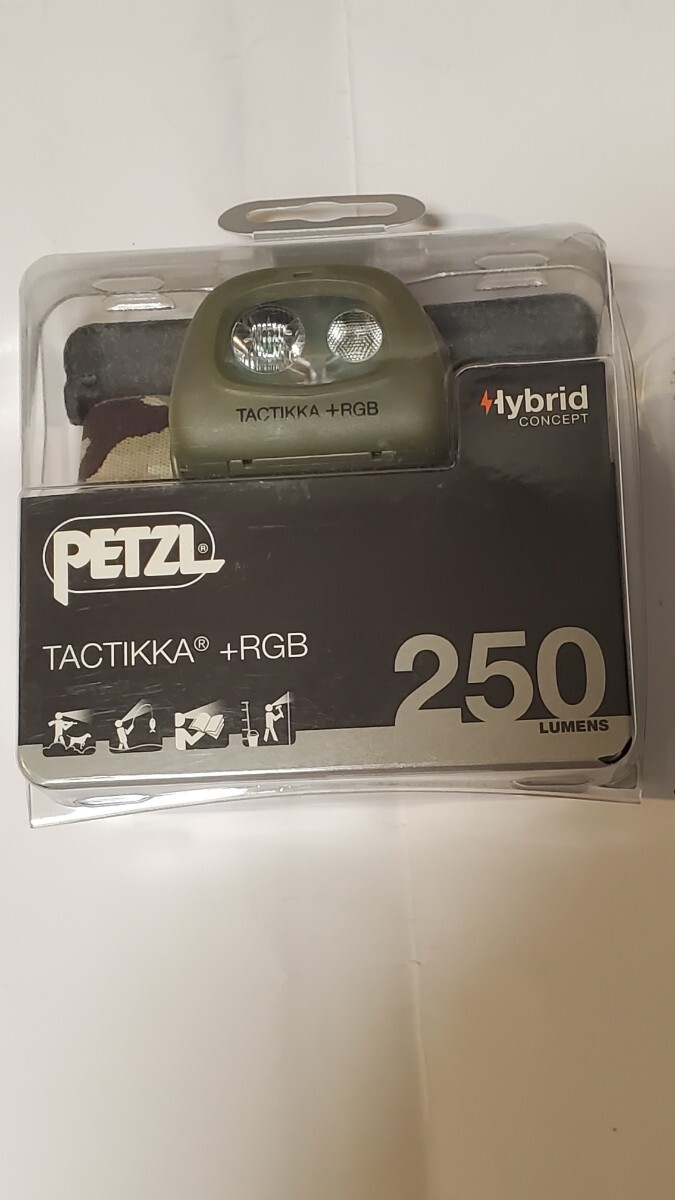 TACTIKKA +RGB
Hybrid
CONCEPT
PETZL®
TACTIKKA® +RGB
250
LUMENS